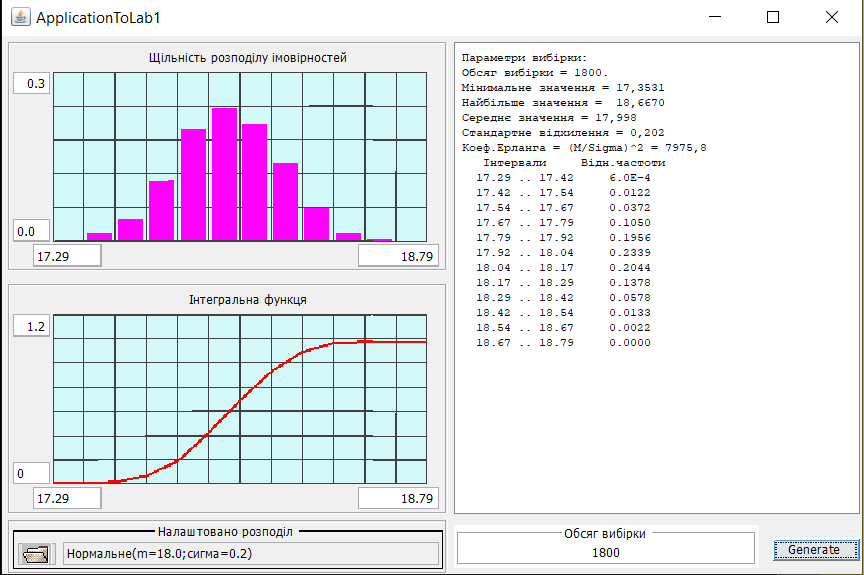 ApplicationToLab1
Щільність розподілу імовірностей
0.3
0.0
17.29
18.79
Інтегральна функція
1.2
0
17.29
18.79
Налаштовано розподіл
Нормальне(m=18.0;сигма=0.2)
Параметри вибірки:
Обсяг вибірки = 1800.
Мінімальне значення = 17,3531
Найбільше значення =  18,6670
Середнє значення = 17,998
Стандартне відхилення = 0,202
Коеф.Ерланга = (M/Sigma)^2 = 7975,8
Інтервали     Відн.частоти
17.29 .. 17.42     6.0E-4
17.42 .. 17.54     0.0122
17.54 .. 17.67     0.0372
17.67 .. 17.79     0.1050
17.79 .. 17.92     0.1956
17.92 .. 18.04     0.2339
18.04 .. 18.17     0.2044
18.17 .. 18.29     0.1378
18.29 .. 18.42     0.0578
18.42 .. 18.54     0.0133
18.54 .. 18.67     0.0022
18.67 .. 18.79     0.0000
Обсяг вибірки
1800
Generate